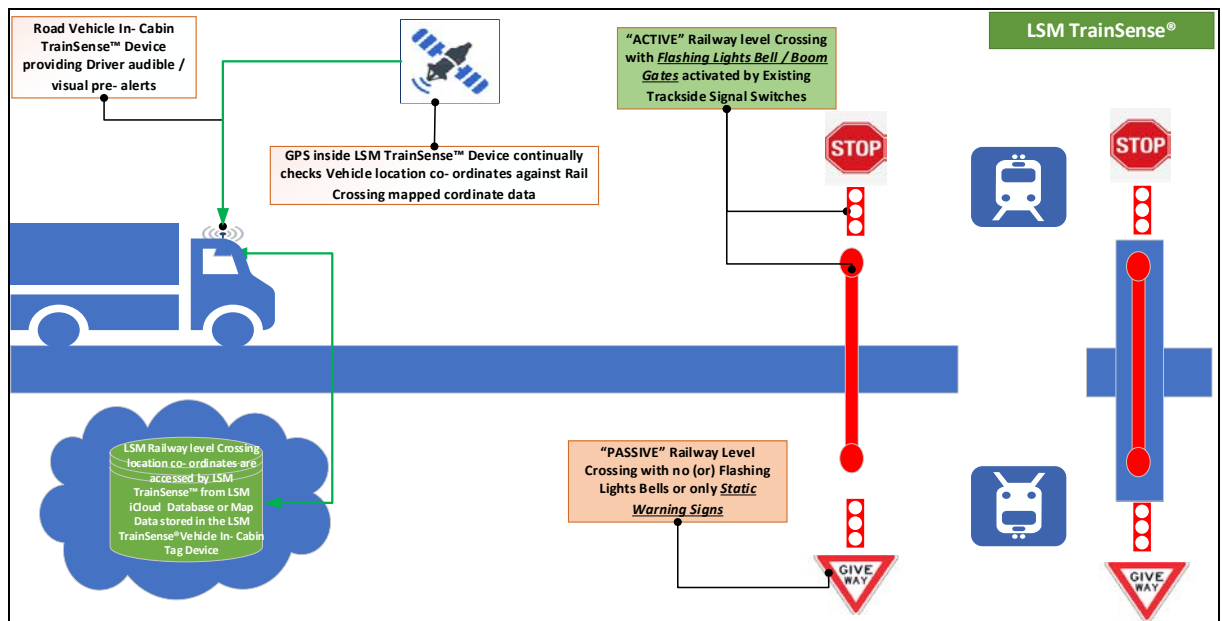 Road Vehicle In- Cabin
TrainSense™ Device
providing Driver audible /
visual pre- alerts
GPS inside LSM TrainSense™ Device continually
checks Vehicle location co- ordinates against Rail
Crossing mapped cordinate data
“ACTIVE” Railway level Crossing
with Flashing Lights Bell / Boom
Gates activated by Existing
Trackside Signal Switches
LSM TrainSense®
STOP
STOP
LSM Railway level Crossing
location co- ordinates are
accessed by LSM
TrainSense™ from LSM
iCloud Database or Map
Data stored in the LSM
TrainSense®Vehicle In- Cabin
Tag Device
“PASSIVE” Railway Level
Crossing with no (or) Flashing
Lights Bells or only Static
Warning Signs
GIVE
WAY
GIVE
WAY